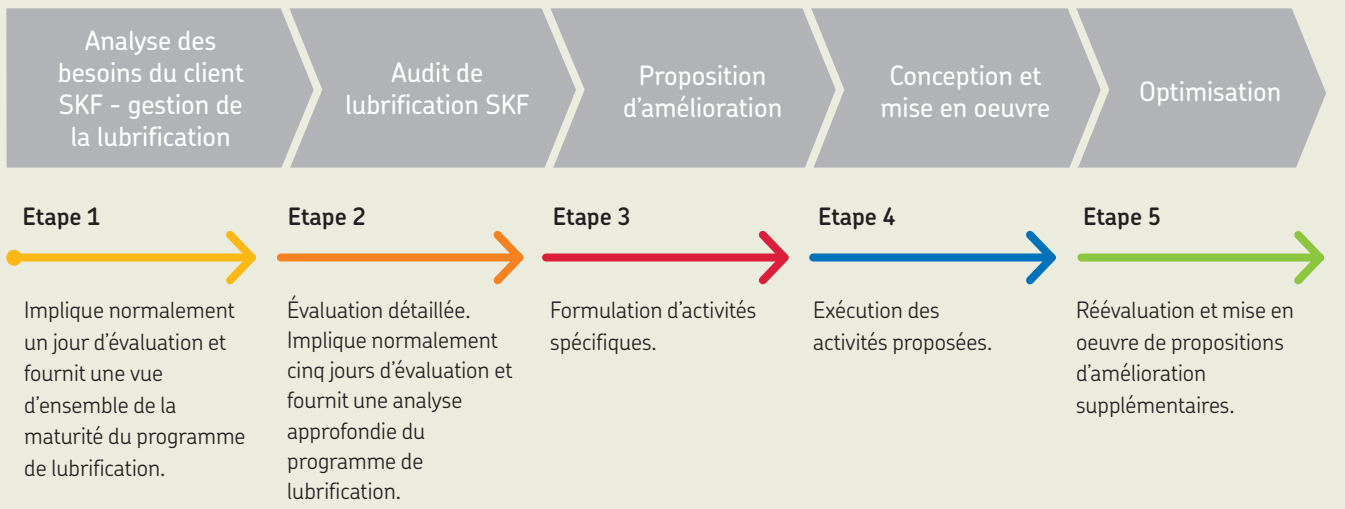 Analyse des
besoins du client
SKF - gestion de
la lubrification
Audit de
lubrification SKF
Proposition
d'amélioration
Conception et
mise en oeuvre
Optimisation
Etape 1
Implique normalement
un jour d'évaluation et
fournit une vue
d'ensemble de la
maturité du programme
de lubrification.
Etape 2
Évaluation détaillée.
Implique normalement
cinq jours d'évaluation et
fournit une analyse
approfondie du
programme de
lubrification.
Etape 3
Formulation d'activités
spécifiques.
Etape 4
Exécution des
activités proposées.
Etape 5
Réévaluation et mise en
oeuvre de propositions
d'amélioration
supplémentaires.